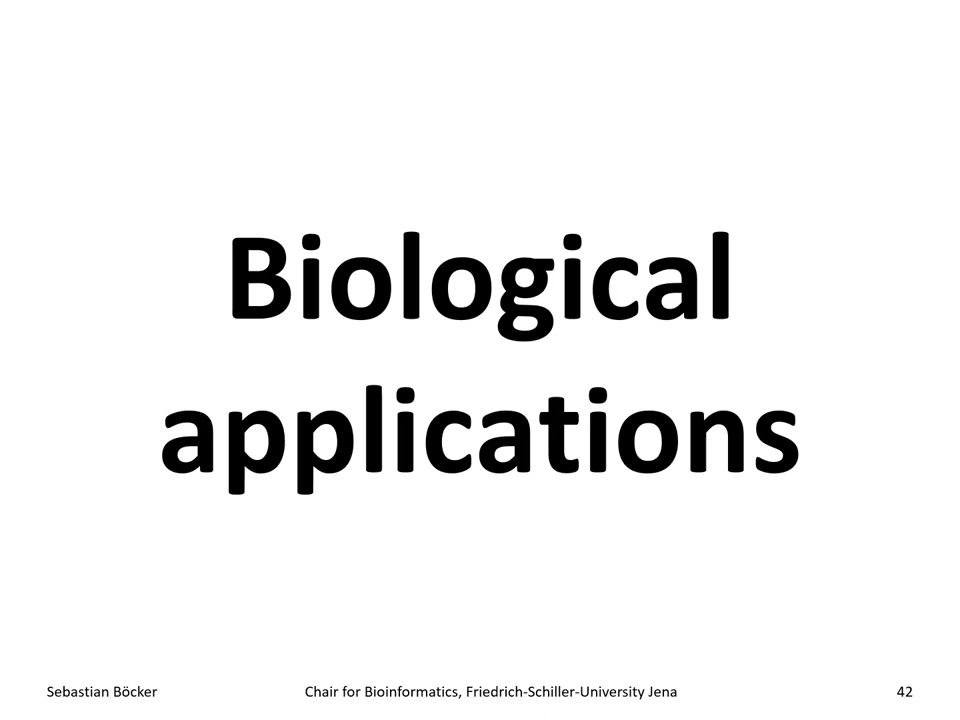 Biological
applications
Sebastian Böcker Chair for Bioinformatics, Friedrich-Schiller-University Jena 42